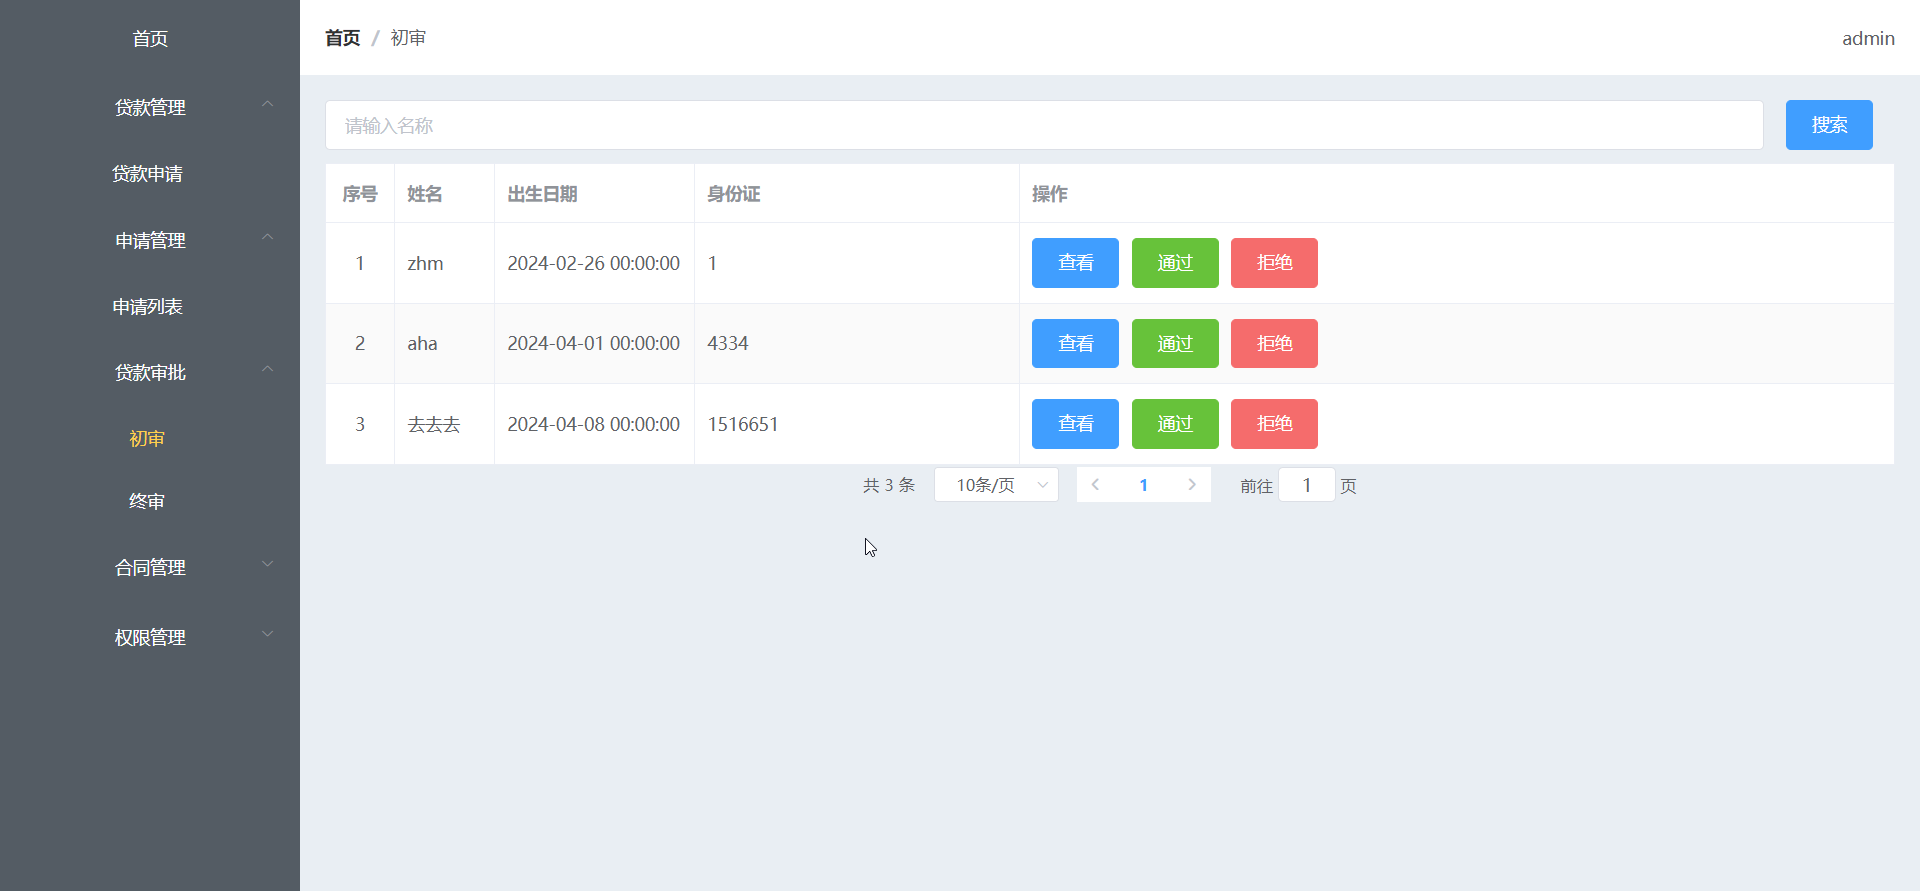 首页
贷款管理
贷款申请
申请管理
申请列表
贷款审批
初审
终审
合同管理
权限管理
首页 / 初审
admin
请输入名称
搜索
序号 姓名 出生日期 身份证 操作
1 zhm 2024-02-26 00:00:00 1 查看 通过 拒绝
2 aha 2024-04-01 00:00:00 4334 查看 通过 拒绝
3 去去去 2024-04-08 00:00:00 1516651 查看 通过 拒绝
共 3 条 10条/页 1 前往 1 页